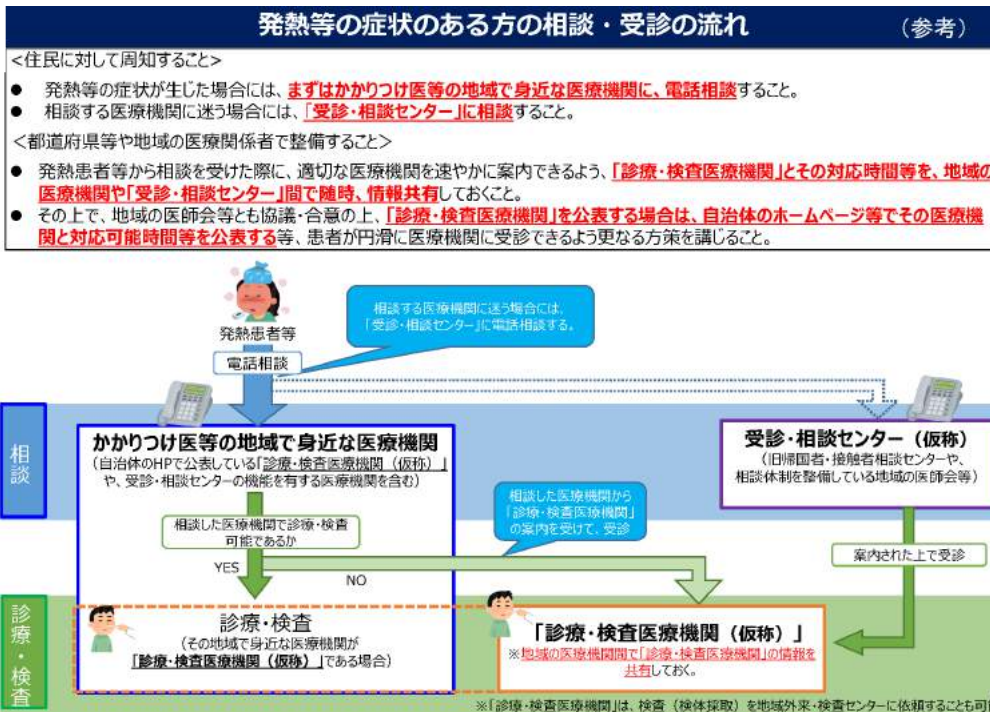 発熱等の症状のある方の相談・受診の流れ
（参考）
<住民に対して周知すること>
● 発熱等の症状が生じた場合には、まずはかかりつけ医等の地域で身近な医療機関に、電話相談すること。
● 相談する医療機関に迷う場合には、「受診・相談センター」に相談すること。
<都道府県等や地域の医療関係者で整備すること>
● 発熱患者等から相談を受けた際に、適切な医療機関を速やかに案内できるよう、「診療・検査医療機関」とその対応時間等を、地域の
医療機関や「受診・相談センター」間で随時、情報共有しておくこと。
● その上で、地域の医師会等とも協議・合意の上、「診療・検査医療機関」を公表する場合は、自治体のホームページ等でその医療機
関と対応可能時間等を公表する等、患者が円滑に医療機関に受診できるよう更なる方策を講じること。
相談する医療機関に迷う場合には、
「受診・相談センター」に電話相談する。
発熱患者等
電話相談
相談
かかりつけ医等の地域で身近な医療機関
（自治体のHPで公表している「診療・検査医療機関（仮称）」
や、受診・相談センターの機能を有する医療機関を含む）
受診・相談センター（仮称）
（旧帰国者・接触者相談センターや、
相談体制を整備している地域の医師会等）
相談した医療機関で診療・検査
可能であるか
相談した医療機関から
「診療・検査医療機関」
の案内を受けて、受診
案内された上で受診
YES
NO
診療・検査
診療・検査
（その地域で身近な医療機関が
「診療・検査医療機関（仮称）」である場合）
「診療・検査医療機関（仮称）」
※地域の医療機関間で「診療・検査医療機関」の情報を
共有しておく。
※「診療・検査医療機関」は、検査（検体採取）を地域外来・検査センターに依頼することも可